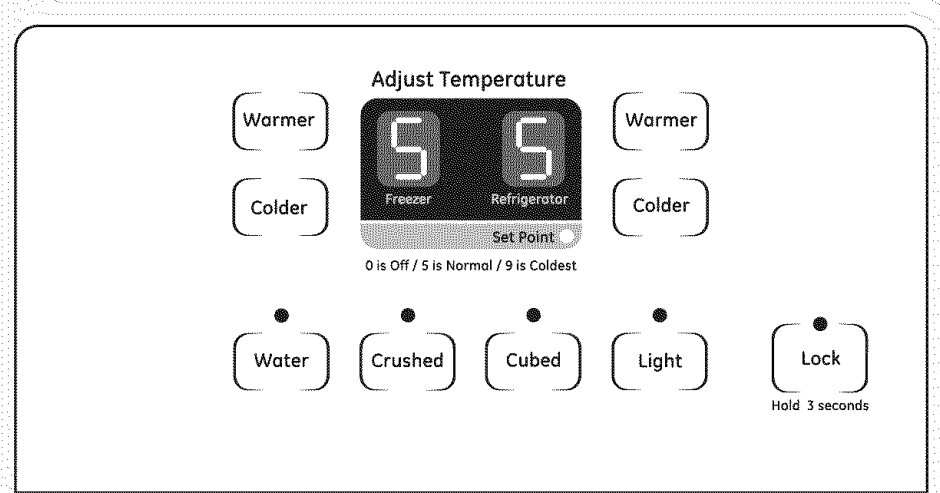 Adjust Temperature
Warmer
5 5
Warmer
Freezer Refrigerator
Colder
Colder
Set Point
0 is Off / 5 is Normal / 9 is Coldest
Water
Crushed
Cubed
Light
Lock
Hold 3 seconds